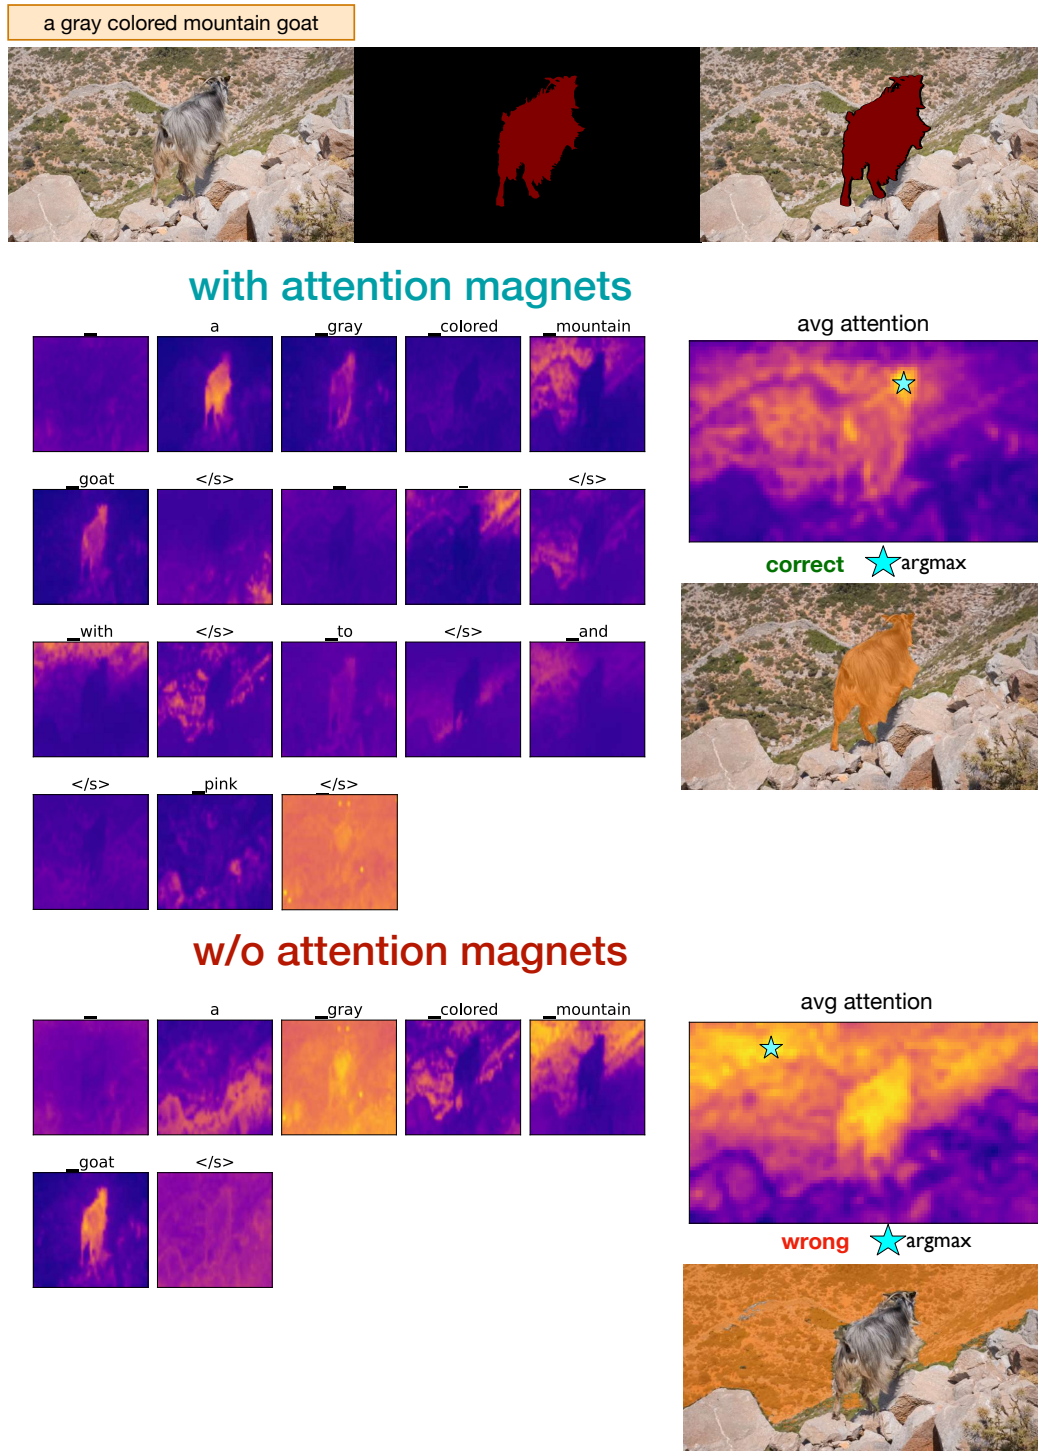 a gray colored mountain goat
with attention magnets
_ a _gray _colored _mountain
avg attention
_goat </s> _ _ </s>
correct argmax
_with </s> _to </s> _and
</s> _pink _</s>
w/o attention magnets
_ a _gray _colored _mountain
avg attention
_goat </s>
wrong argmax